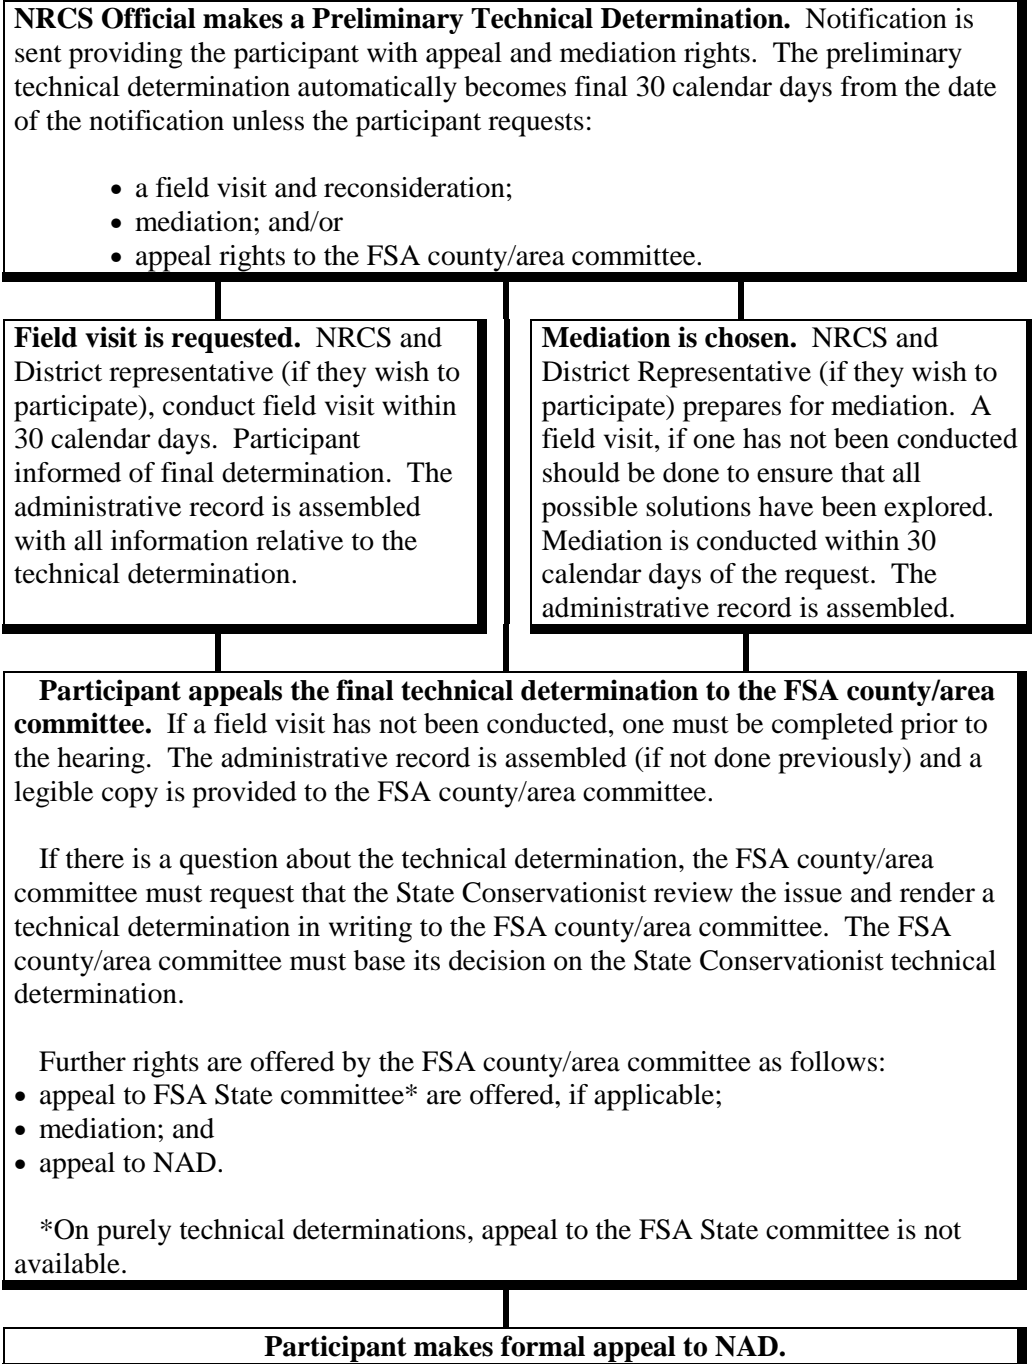 NRCS Official makes a Preliminary Technical Determination. Notification is
sent providing the participant with appeal and mediation rights. The preliminary
technical determination automatically becomes final 30 calendar days from the date
of the notification unless the participant requests:
• a field visit and reconsideration;
• mediation; and/or
• appeal rights to the FSA county/area committee.
Field visit is requested. NRCS and
District representative (if they wish to
participate), conduct field visit within
30 calendar days. Participant
informed of final determination. The
administrative record is assembled
with all information relative to the
technical determination.
Mediation is chosen. NRCS and
District Representative (if they wish to
participate) prepares for mediation. A
field visit, if one has not been conducted
should be done to ensure that all
possible solutions have been explored.
Mediation is conducted within 30
calendar days of the request. The
administrative record is assembled.
Participant appeals the final technical determination to the FSA county/area
committee. If a field visit has not been conducted, one must be completed prior to
the hearing. The administrative record is assembled (if not done previously) and a
legible copy is provided to the FSA county/area committee.
If there is a question about the technical determination, the FSA county/area
committee must request that the State Conservationist review the issue and render a
technical determination in writing to the FSA county/area committee. The FSA
county/area committee must base its decision on the State Conservationist technical
determination.
Further rights are offered by the FSA county/area committee as follows:
• appeal to FSA State committee* are offered, if applicable;
• mediation; and
• appeal to NAD.
*On purely technical determinations, appeal to the FSA State committee is not
available.
Participant makes formal appeal to NAD.